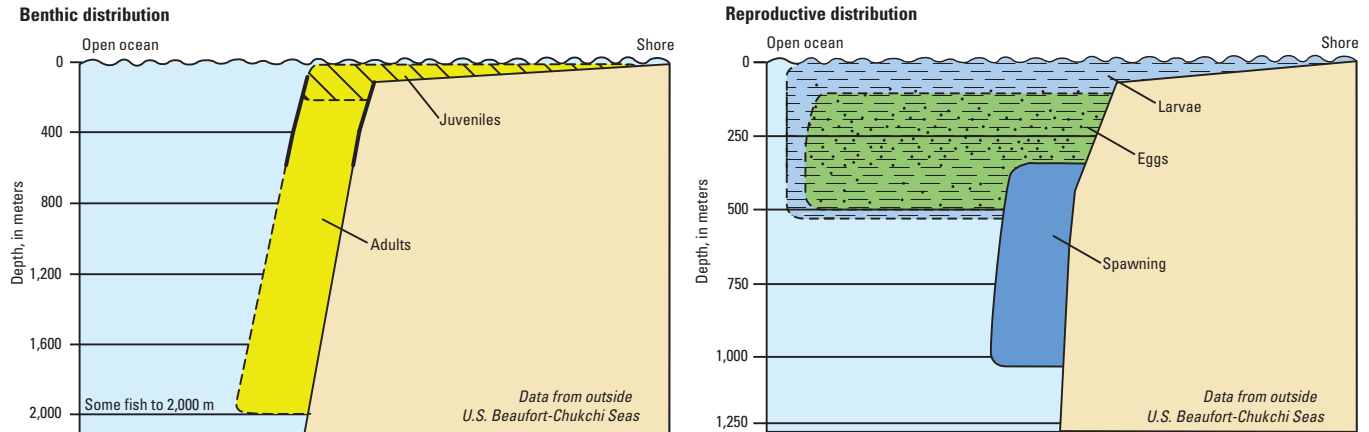 Benthic distribution
Open ocean
Shore
0
400
800
1,200
1,600
2,000
Depth, in meters
Juveniles
Adults
Some fish to 2,000 m
Data from outside
U.S. Beaufort-Chukchi Seas
Reproductive distribution
Open ocean
Shore
0
250
500
750
1,000
1,250
Depth, in meters
Larvae
Eggs
Spawning
Data from outside
U.S. Beaufort-Chukchi Seas